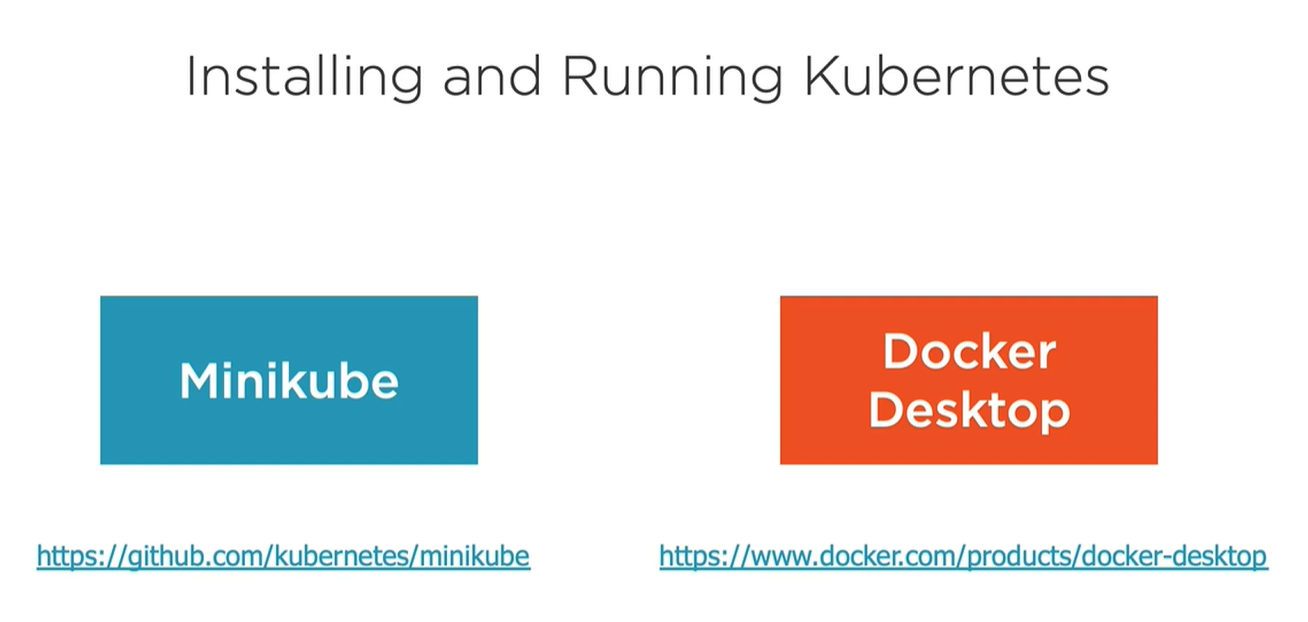 Installing and Running Kubernetes
Minikube
Docker
Desktop
https://github.com/kubernetes/minikube
https://www.docker.com/products/docker-desktop